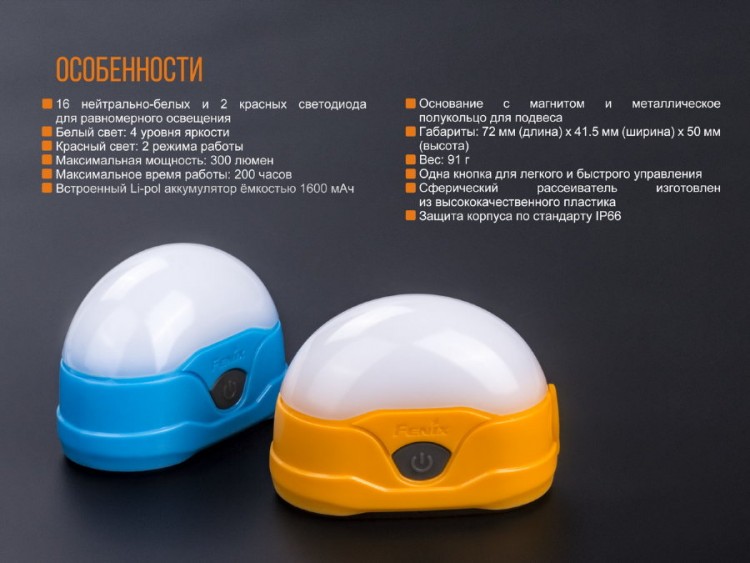 ОСОБЕННОСТИ
16 нейтрально-белых и 2 красных светодиода
для равномерного освещения
Белый свет: 4 уровня яркости
Красный свет: 2 режима работы
Максимальная мощность: 300 люмен
Максимальное время работы: 200 часов
Встроенный Li-pol аккумулятор ёмкостью 1600 мАч
Основание с магнитом и металлическое
полукольцо для подвеса
Габариты: 72 мм (длина) х 41.5 мм (ширина) х 50 мм
(высота)
Вес: 91 г
Одна кнопка для легкого и быстрого управления
Сферический рассеиватель изготовлен
из высококачественного пластика
Защита корпуса по стандарту IP66
FENIX
FENIX